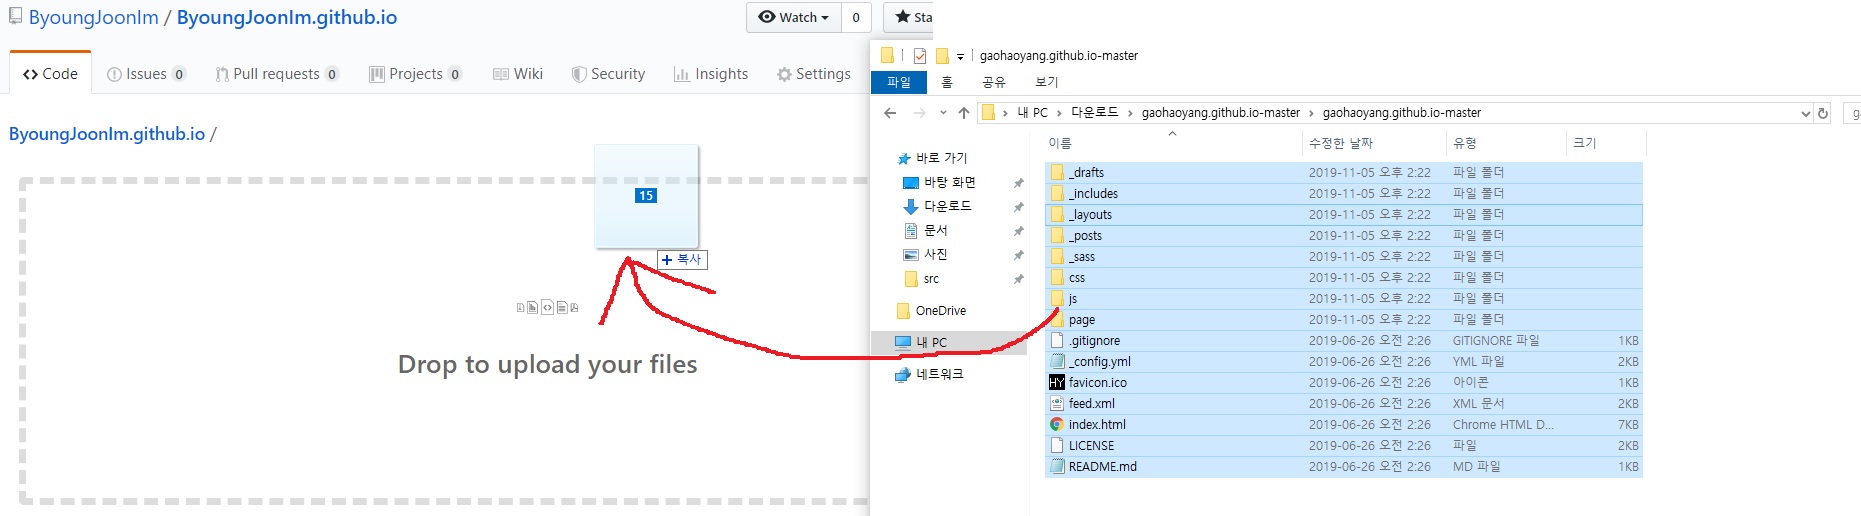 ByoungJoonIm / ByoungJoonIm.github.io
Watch 0 Sta
Code Issues 0 Pull requests 0 Projects 0 Wiki Security Insights Settings
ByoungJoonIm.github.io /
15
+ 복사
Drop to upload your files
gaohaoyang.github.io-master
파일 홈 공유 보기
내 PC > 다운로드 > gaohaoyang.github.io-master > gaohaoyang.github.io-master
바로 가기
바탕 화면
다운로드
문서
사진
src
OneDrive
내 PC
네트워크
이름 수정한 날짜 유형 크기
_drafts 2019-11-05 오후 2:22 파일 폴더
_includes 2019-11-05 오후 2:22 파일 폴더
_layouts 2019-11-05 오후 2:22 파일 폴더
_posts 2019-11-05 오후 2:22 파일 폴더
_sass 2019-11-05 오후 2:22 파일 폴더
css 2019-11-05 오후 2:22 파일 폴더
js 2019-11-05 오후 2:22 파일 폴더
page 2019-11-05 오후 2:22 파일 폴더
.gitignore 2019-06-26 오전 2:26 GITIGNORE 파일 1KB
_config.yml 2019-06-26 오전 2:26 YML 파일 2KB
HY favicon.ico 2019-06-26 오전 2:26 아이콘 1KB
feed.xml 2019-06-26 오전 2:26 XML 문서 2KB
index.html 2019-06-26 오전 2:26 Chrome HTML D... 7KB
LICENSE 2019-06-26 오전 2:26 파일 2KB
README.md 2019-06-26 오전 2:26 MD 파일 1KB